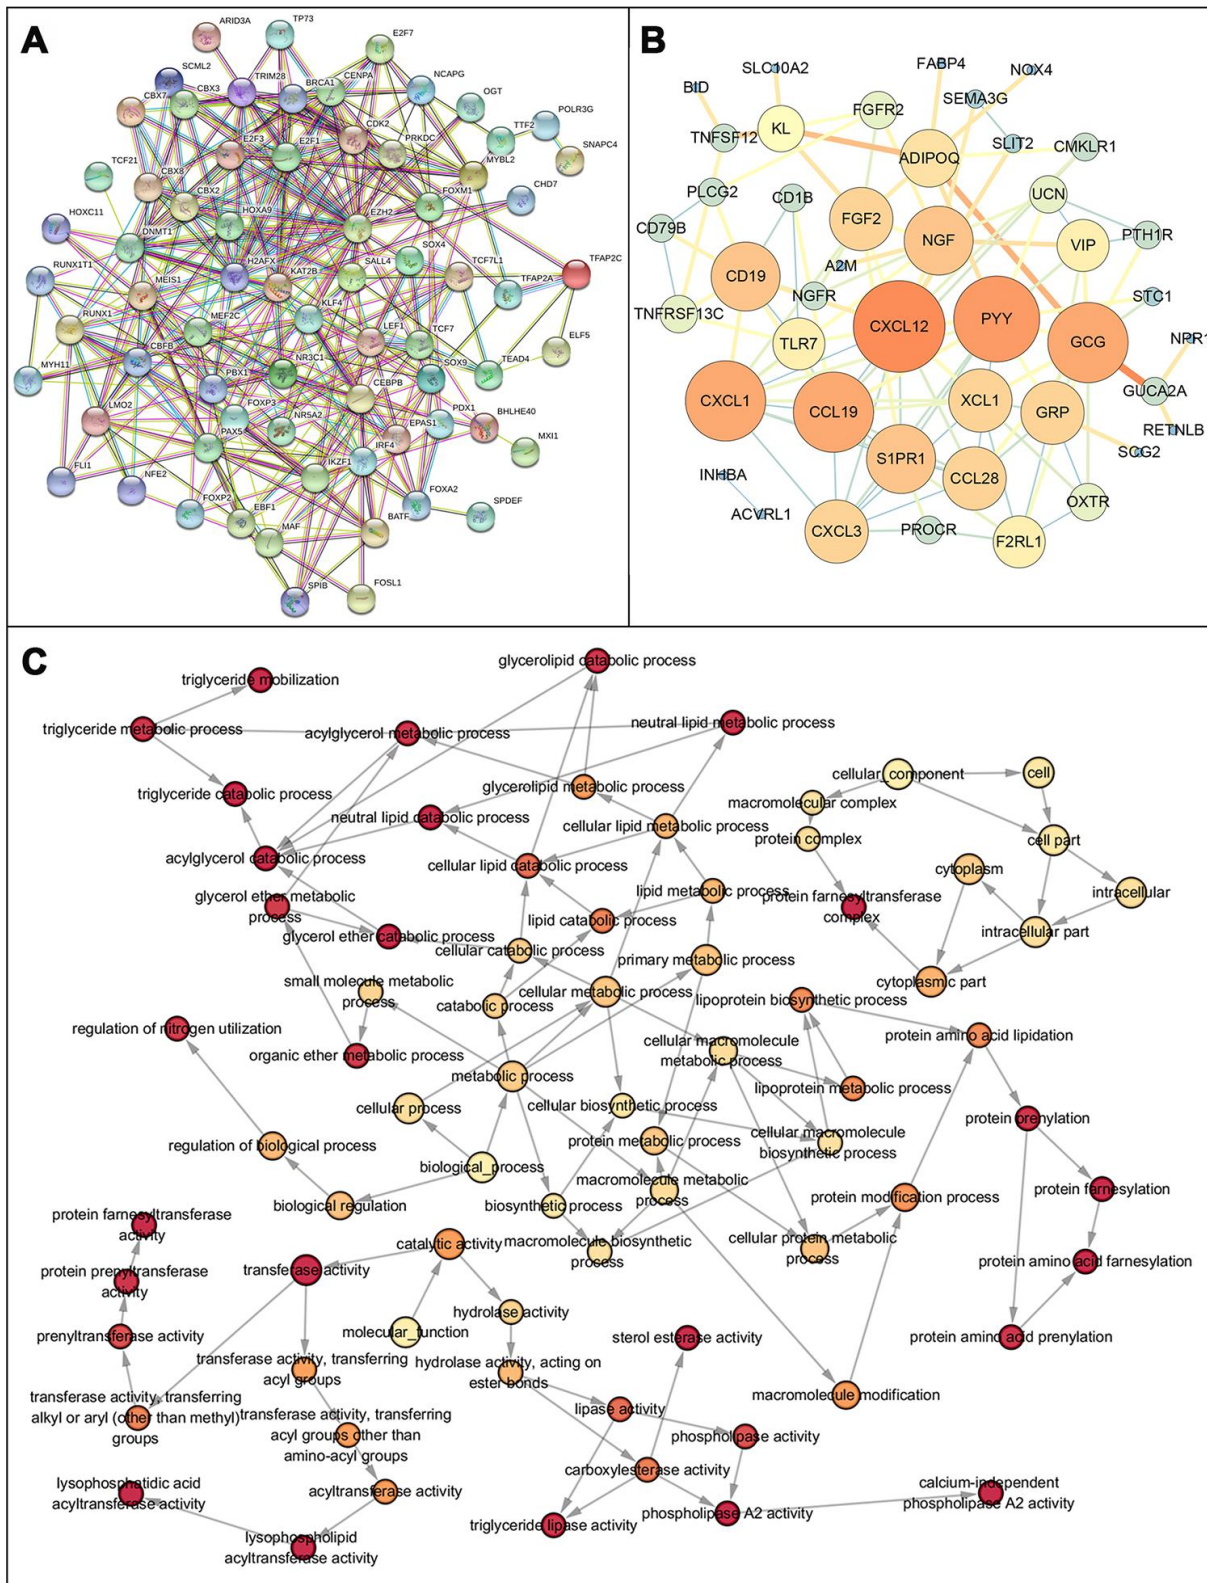 A
ARID3A
TP73
E2F7
SCML2
CBX7
CBX3
TRIM28
BRCA1
CENPA
NCAPG
OGT
POLR3G
TTF2
SNAPC4
E2F3
E2F1
CDK2
PRKDC
MYBL2
TCF21
CBX8
CBX2
FOXM1
CHD7
HOXC11
HOXA9
EZH2
DNMT1
SOX4
H2AFX
KAT2B
SALL4
TCF7L1
TFAP2C
RUNX1T1
MEIS1
TFAP2A
RUNX1
MEF2C
KLF4
LEF1
TCF7
ELF5
CBFB
NR3C1
SOX9
TEAD4
MYH11
PBX1
CEBPB
LMO2
FOXP3
NR5A2
EPAS1
PDX1
BHLHE40
PAX5
IRF4
MXI1
FLI1
NFE2
IKZF1
FOXP2
EBF1
FOXA2
SPDEF
MAF
BATF
SPIB
FOSL1
B
SLC10A2
FABP4
NOX4
BID
SEMA3G
FGFR2
TNFSF12
KL
ADIPOQ
SLIT2
CMKLR1
PLCG2
CD1B
UCN
CD79B
FGF2
NGF
VIP
PTH1R
CD19
A2M
NGFR
STC1
TNFRSF13C
TLR7
CXCL12
PYY
GCG
NPR1
GUCA2A
CXCL1
CCL19
XCL1
GRP
RETNLB
SCG2
S1PR1
INHBA
CCL28
OXTR
ACVRL1
CXCL3
PROCR
F2RL1
C
glycerolipid catabolic process
triglyceride mobilization
triglyceride metabolic process
acylglycerol metabolic process
neutral lipid metabolic process
cellular_component
cell
triglyceride catabolic process
glycerolipid metabolic process
macromolecular complex
neutral lipid catabolic process
cellular lipid metabolic process
protein complex
cell part
acylglycerol catabolic process
cellular lipid catabolic process
cytoplasm
glycerol ether metabolic
process
lipid metabolic process
protein farnesyltransferase
complex
intracellular
lipid catabolic process
glycerol ether catabolic process
intracellular part
cellular catabolic process
primary metabolic process
small molecule metabolic
process
cytoplasmic part
catabolic process
cellular metabolic process
lipoprotein biosynthetic process
regulation of nitrogen utilization
protein amino acid lipidation
organic ether metabolic process
cellular macromolecule
metabolic process
metabolic process
lipoprotein metabolic process
cellular process
cellular biosynthetic process
protein prenylation
regulation of biological process
protein metabolic process
cellular macromolecule
biosynthetic process
biological_process
macromolecule metabolic
process
protein farnesylation
biological regulation
biosynthetic process
protein modification process
protein farnesyltransferase
activity
catalytic activity
macromolecule biosynthetic
process
cellular protein metabolic
process
protein amino acid farnesylation
protein prenyltransferase
activity
transferase activity
hydrolase activity
prenyltransferase activity
molecular_function
sterol esterase activity
protein amino acid prenylation
transferase activity, transferring
acyl groups
hydrolase activity, acting on
ester bonds
macromolecule modification
transferase activity, transferring
alkyl or aryl (other than methyl)
groups
transferase activity, transferring
acyl groups other than
amino-acyl groups
lipase activity
phospholipase activity
carboxylesterase activity
lysophosphatidic acid
acyltransferase activity
acyltransferase activity
calcium-independent
phospholipase A2 activity
triglyceride lipase activity
phospholipase A2 activity
lysophospholipid
acyltransferase activity